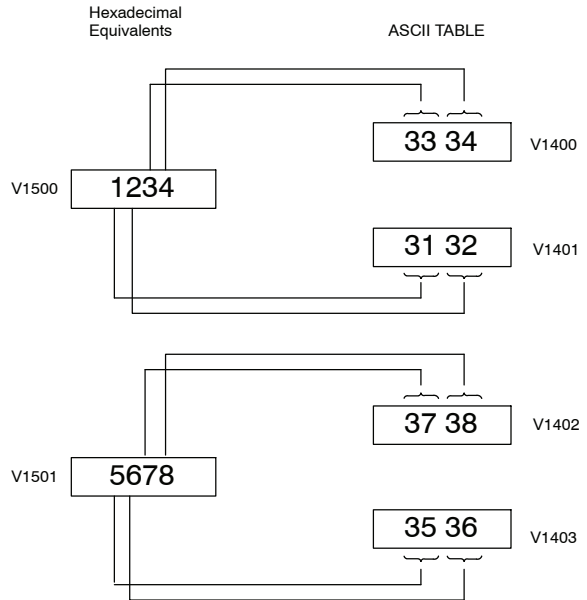 Hexadecimal
Equivalents
ASCII TABLE
33 34
V1400
V1500
1234
31 32
V1401
37 38
V1402
V1501
5678
35 36
V1403